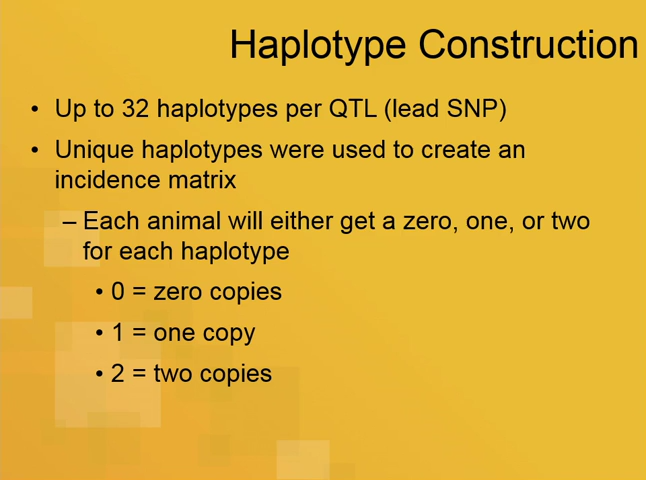 Haplotype Construction
• Up to 32 haplotypes per QTL (lead SNP)
• Unique haplotypes were used to create an
incidence matrix
– Each animal will either get a zero, one, or two
for each haplotype
• 0 = zero copies
• 1 = one copy
• 2 = two copies